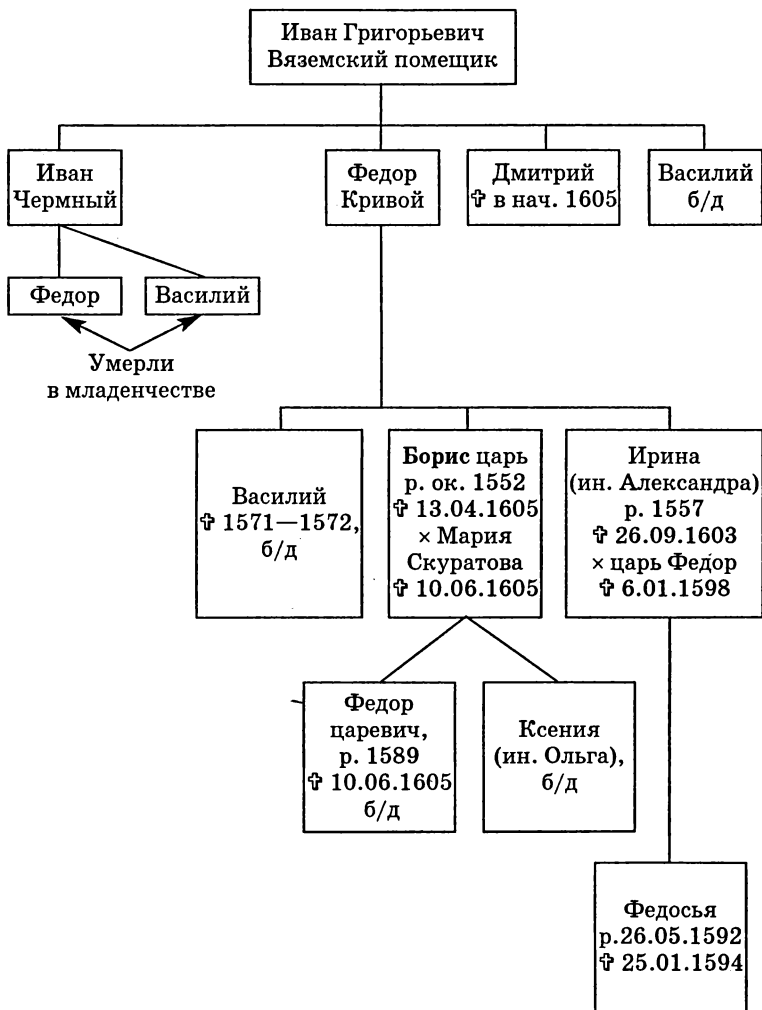 Иван Григорьевич
Вяземский помещик
Иван
Чермный
Федор
Кривой
Дмитрий
✞ в нач. 1605
Василий
б/д
Федор
Василий
Умерли
в младенчестве
Василий
✞ 1571—1572,
б/д
Борис царь
р. ок. 1552
✞ 13.04.1605
× Мария
Скуратова
✞ 10.06.1605
Ирина
(ин. Александра)
р. 1557
✞ 26.09.1603
× царь Федор
✞ 6.01.1598
Федор
царевич,
р. 1589
✞ 10.06.1605
б/д
Ксения
(ин. Ольга),
б/д
Федосья
р.26.05.1592
✞ 25.01.1594